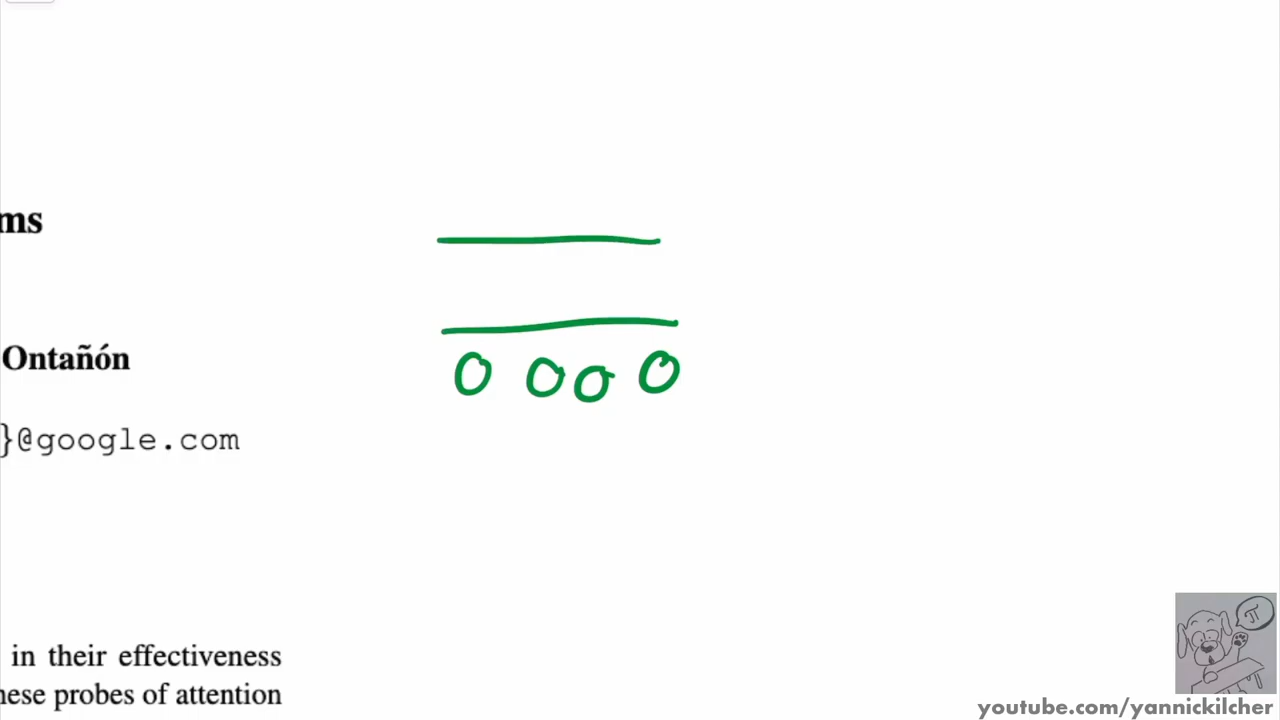 ms
Ontañón
}@google.com
in their effectiveness
hese probes of attention
π
youtube.com/yannickilcher